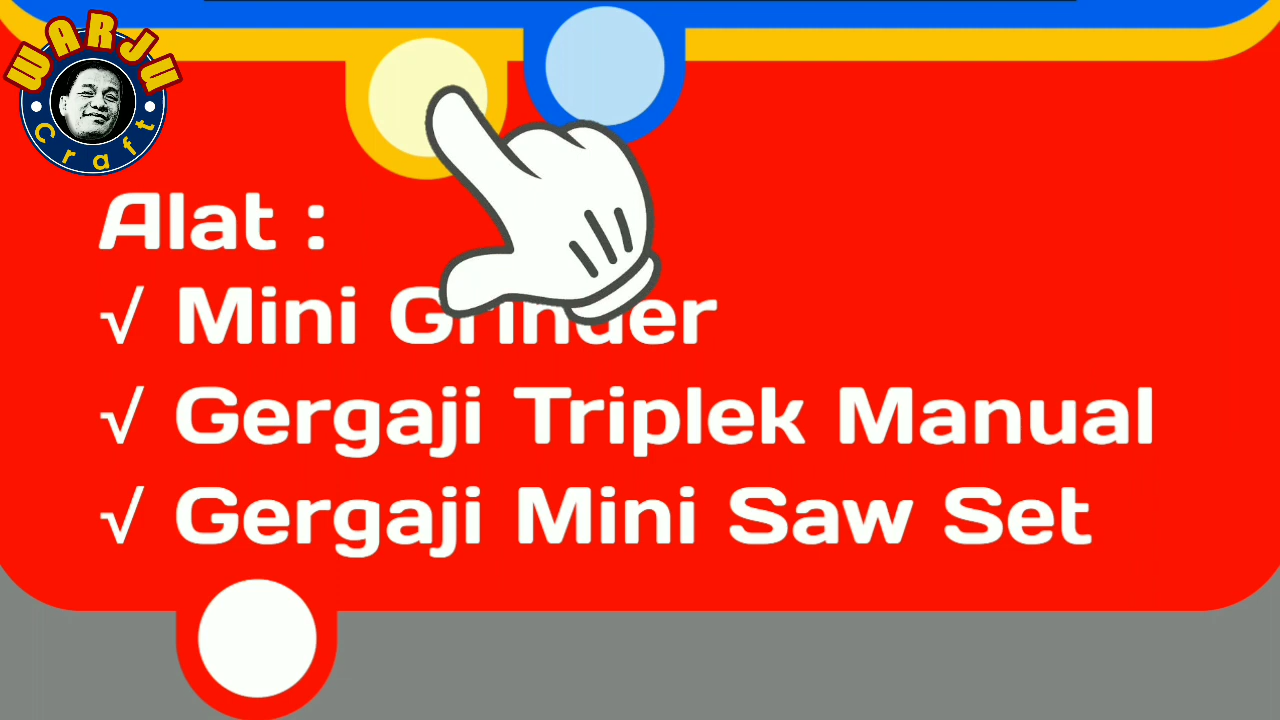 WARJU
Craft
Alat :
√ Mini Grinder
√ Gergaji Triplek Manual
√ Gergaji Mini Saw Set